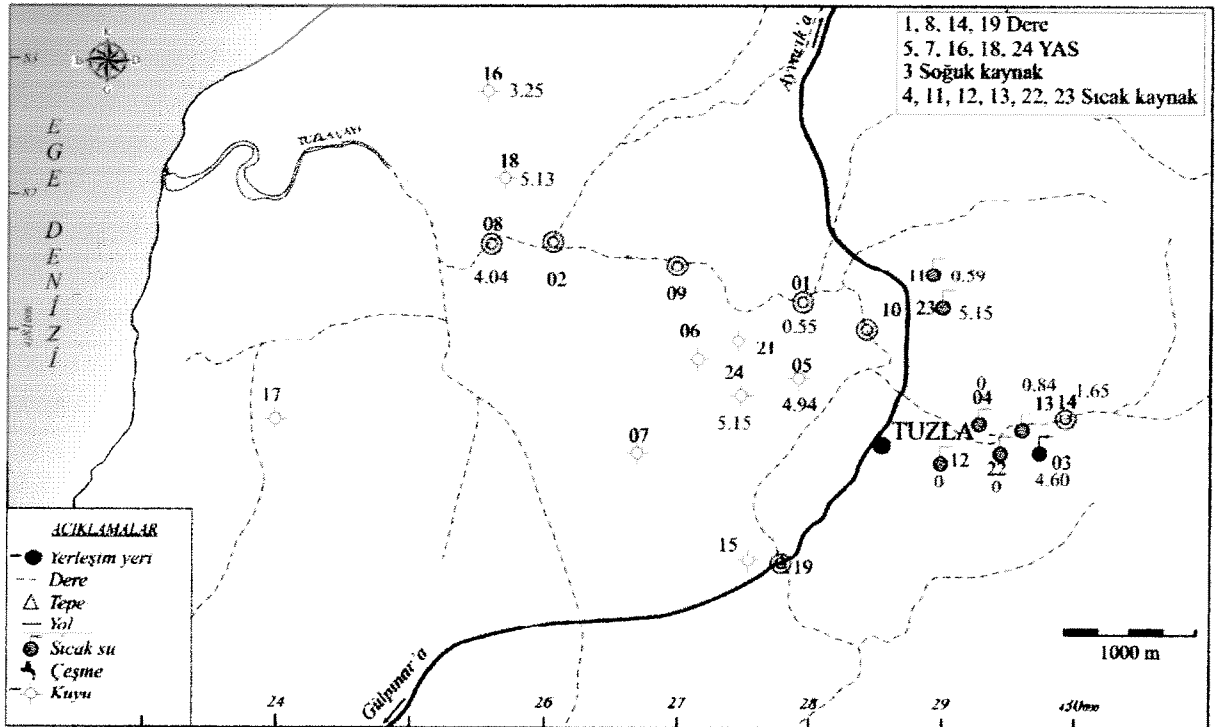 1, 8, 14, 19 Dere
5, 7, 16, 18, 24 YAS
3 Soğuk kaynak
4, 11, 12, 13, 22, 23 Sıcak kaynak
Ayvacık'a
16
3.25
TUZLA ÇAYI
18
5.13
EGE DENİZİ
08
4.04
02
09
01
0.55
10
11
0.59
23
5.15
06
21
24
5.15
05
4.94
17
07
0
04
0.84
13
14
1.65
TUZLA
12
0
22
0
03
4.60
15
19
AÇIKLAMALAR
Yerleşim yeri
Dere
Tepe
Yol
Sıcak su
Çeşme
Kuyu
Gülpınar'a
1000 m
24
26
27
28
29